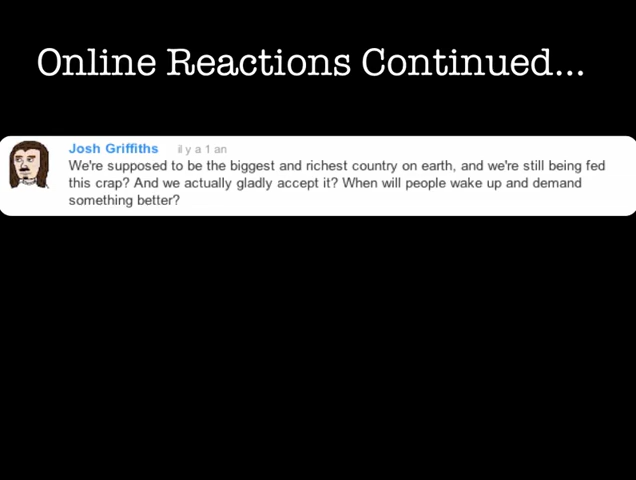 Online Reactions Continued...
Josh Griffiths il y a 1 an
We're supposed to be the biggest and richest country on earth, and we're still being fed
this crap? And we actually gladly accept it? When will people wake up and demand
something better?